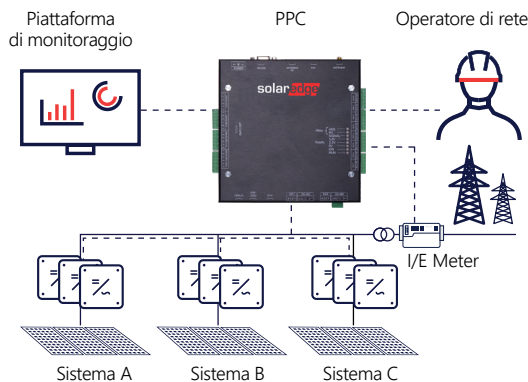 Piattaforma
di monitoraggio
PPC
Operatore di rete
solaredge
I/E Meter
Sistema A
Sistema B
Sistema C